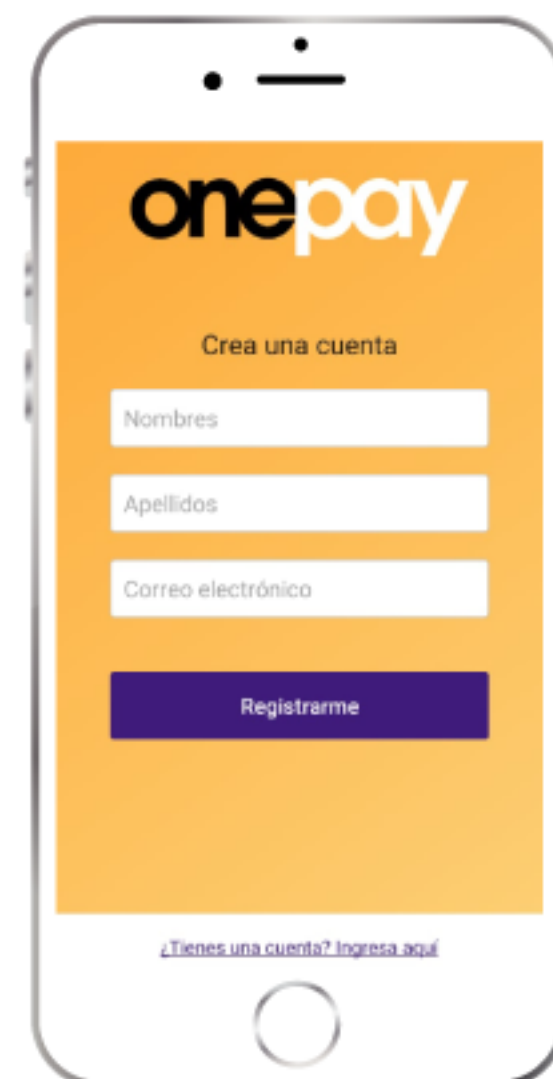 onepay
Crea una cuenta
Nombres
Apellidos
Correo electrónico
Registrarme
¿Tienes una cuenta? Ingresa aquí